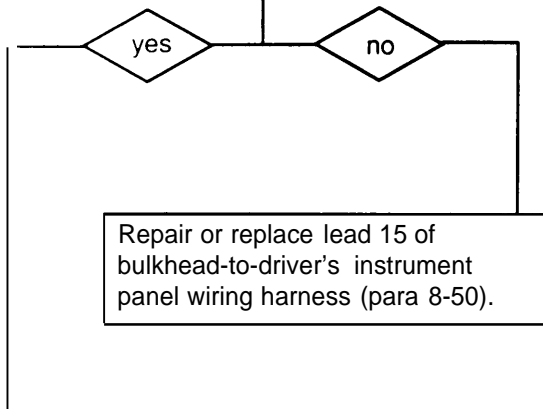 yes
no
Repair or replace lead 15 of
bulkhead-to-driver's instrument
panel wiring harness (para 8-50).